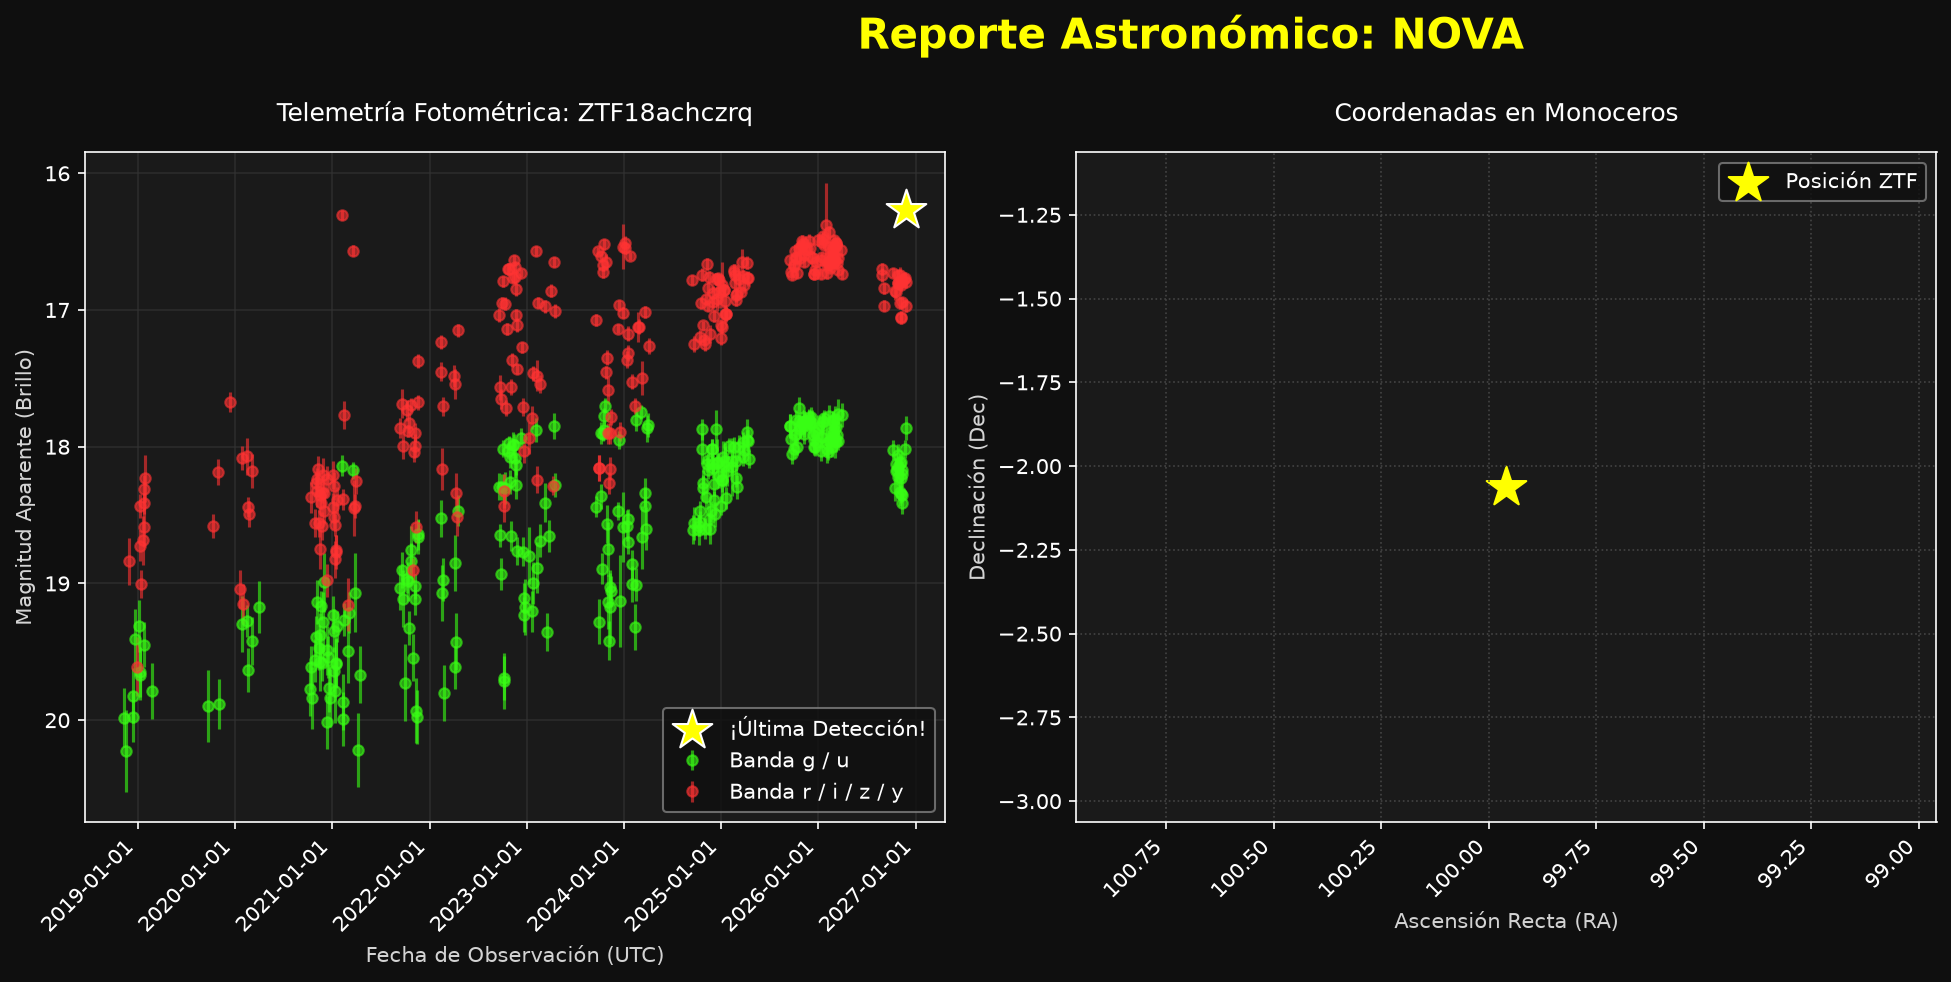 Reporte Astronómico: NOVA
Telemetría Fotométrica: ZTF18achczrq
16
17
18
19
20
Magnitud Aparente (Brillo)
¡Última Detección!
Banda g / u
Banda r / i / z / y
2019-01-01
2020-01-01
2021-01-01
2022-01-01
2023-01-01
2024-01-01
2025-01-01
2026-01-01
2027-01-01
Fecha de Observación (UTC)
Coordenadas en Monoceros
Posición ZTF
−1.25
−1.50
−1.75
−2.00
−2.25
−2.50
−2.75
−3.00
Declinación (Dec)
100.75
100.50
100.25
100.00
99.75
99.50
99.25
99.00
Ascensión Recta (RA)